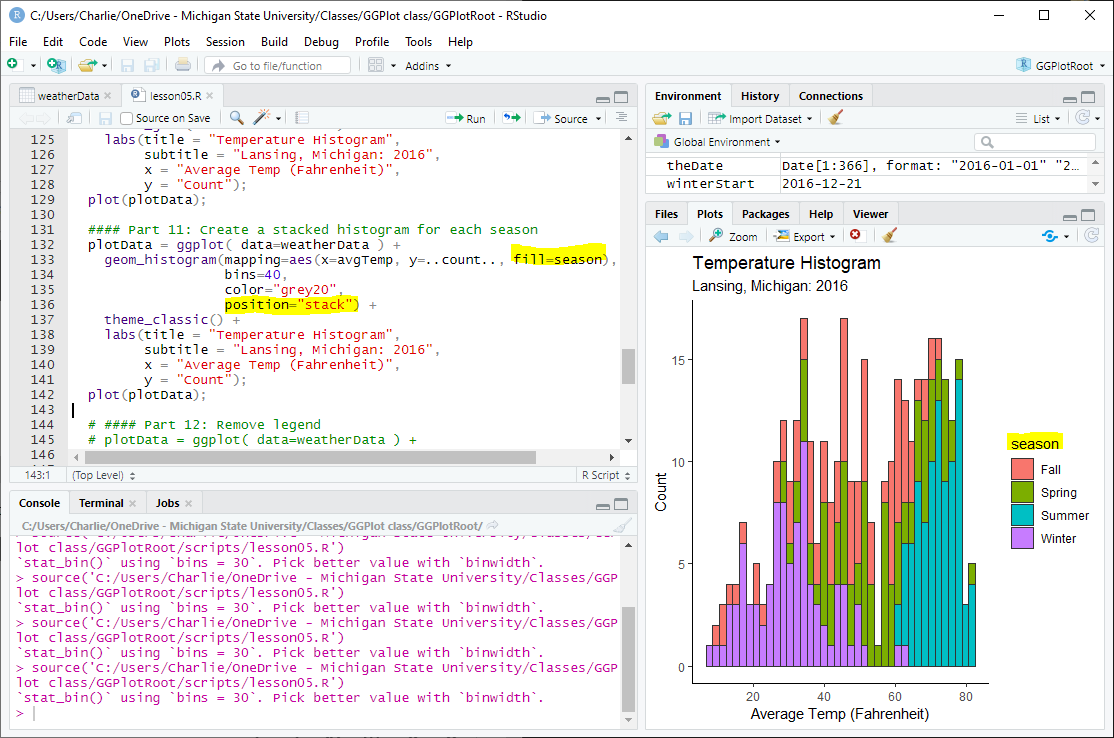 C:/Users/Charlie/OneDrive - Michigan State University/Classes/GGPlot class/GGPlotRoot - RStudio
File Edit Code View Plots Session Build Debug Profile Tools Help
Go to file/function Addins GGPlotRoot
weatherData lesson05.R
Source on Save Run Source
125 labs(title = "Temperature Histogram",
126 subtitle = "Lansing, Michigan: 2016",
127 x = "Average Temp (Fahrenheit)",
128 y = "Count");
129 plot(plotData);
130
131 #### Part 11: Create a stacked histogram for each season
132 plotData = ggplot( data=weatherData ) +
133 geom_histogram(mapping=aes(x=avgTemp, y=..count.., fill=season),
134 bins=40,
135 color="grey20",
136 position="stack") +
137 theme_classic() +
138 labs(title = "Temperature Histogram",
139 subtitle = "Lansing, Michigan: 2016",
140 x = "Average Temp (Fahrenheit)",
141 y = "Count");
142 plot(plotData);
143
144 # #### Part 12: Remove legend
145 # plotData = ggplot( data=weatherData ) +
146
143:1 (Top Level) R Script
Console Terminal Jobs
C:/Users/Charlie/OneDrive - Michigan State University/Classes/GGPlot class/GGPlotRoot/
lot class/GGPlotRoot/scripts/lesson05.R')
`stat_bin()` using `bins = 30`. Pick better value with `binwidth`.
> source('C:/Users/Charlie/OneDrive - Michigan State University/Classes/GGP
lot class/GGPlotRoot/scripts/lesson05.R')
`stat_bin()` using `bins = 30`. Pick better value with `binwidth`.
> source('C:/Users/Charlie/OneDrive - Michigan State University/Classes/GGP
lot class/GGPlotRoot/scripts/lesson05.R')
`stat_bin()` using `bins = 30`. Pick better value with `binwidth`.
> source('C:/Users/Charlie/OneDrive - Michigan State University/Classes/GGP
lot class/GGPlotRoot/scripts/lesson05.R')
`stat_bin()` using `bins = 30`. Pick better value with `binwidth`.
>
Environment History Connections
Import Dataset List
Global Environment
theDate Date[1:366], format: "2016-01-01" "2...
winterStart 2016-12-21
Files Plots Packages Help Viewer
Zoom Export
Temperature Histogram
Lansing, Michigan: 2016
15
10
5
0
Count
20 40 60 80
Average Temp (Fahrenheit)
season
Fall
Spring
Summer
Winter